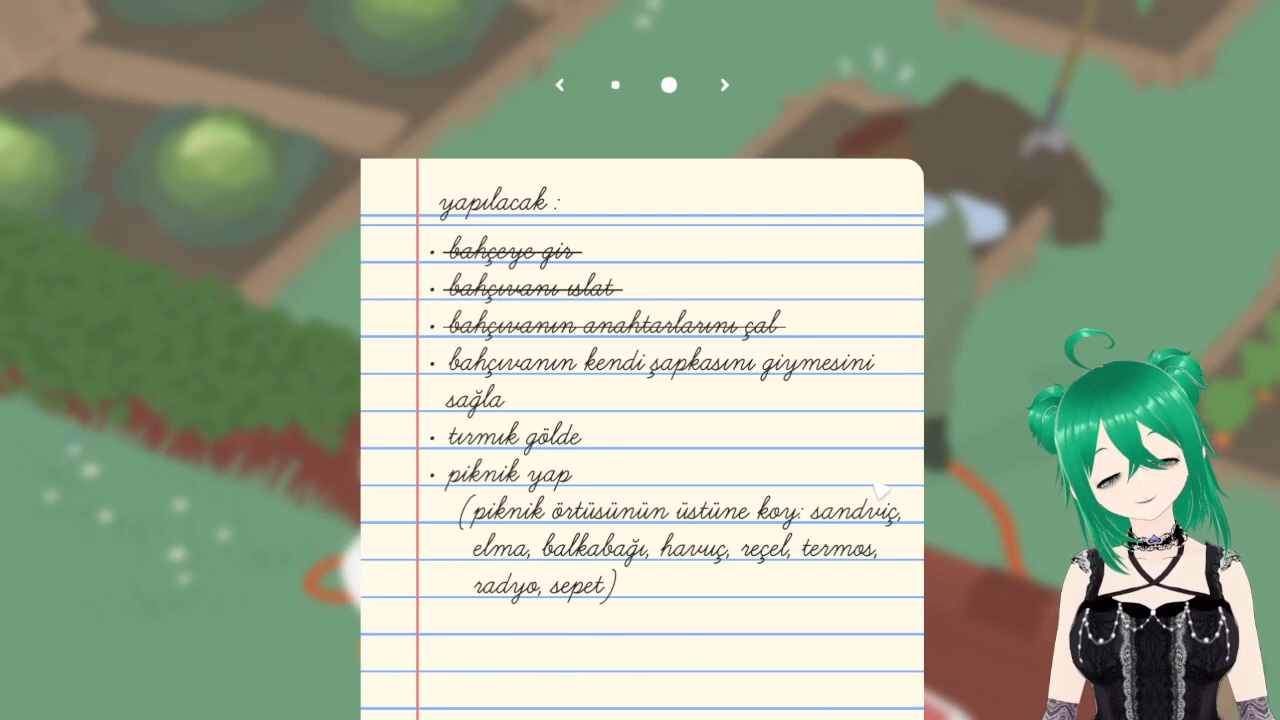 yapılacak :
• bahçeye gir
• bahçıvanı ıslat
• bahçıvanın anahtarlarını çal
• bahçıvanın kendi şapkasını giymesini
sağla
• tırmık gölde
• piknik yap
(piknik örtüsünün üstüne koy: sandviç,
elma, balkabağı, havuç, reçel, termos,
radyo, sepet)